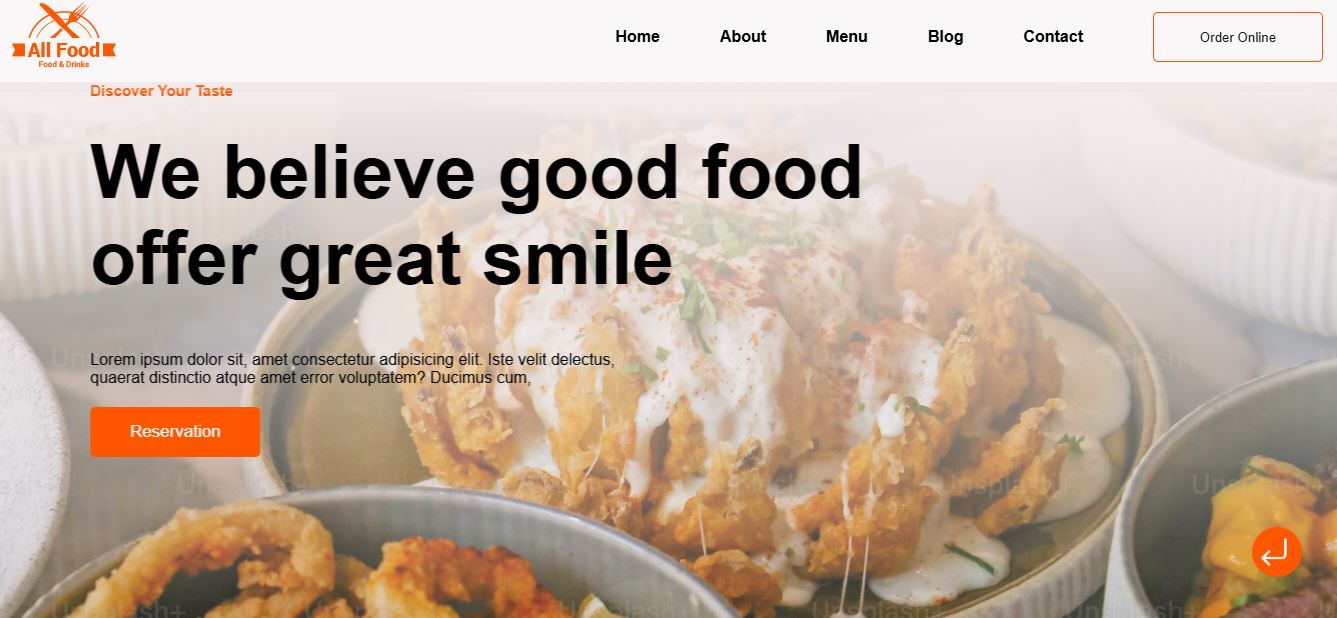 All Food
Food & Drinks
Home About Menu Blog Contact Order Online
Discover Your Taste
We believe good food
offer great smile
Lorem ipsum dolor sit, amet consectetur adipisicing elit. Iste velit delectus,
quaerat distinctio atque amet error voluptatem? Ducimus cum,
Reservation
Unsplash+
Unsplash+
Unsplash+
Unsplash+
Unsplash+
Unsplash+
Unsplash+